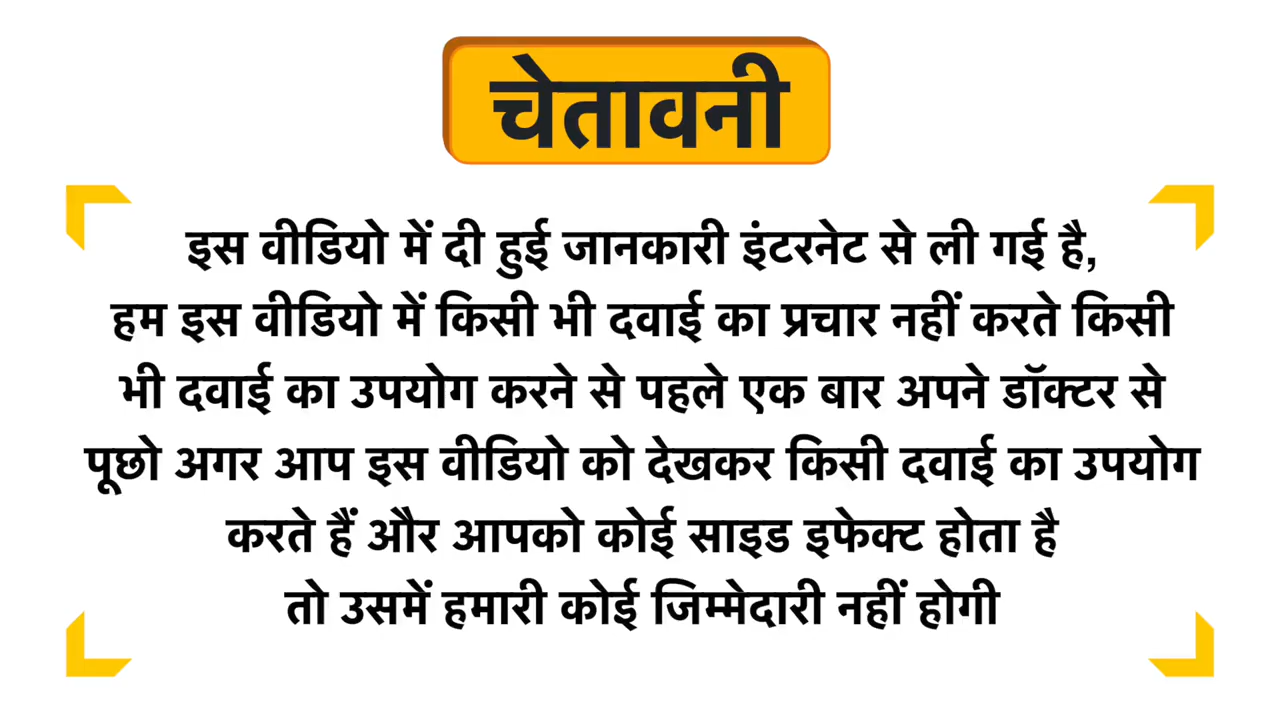 चेतावनी
इस वीडियो में दी हुई जानकारी इंटरनेट से ली गई है,
हम इस वीडियो में किसी भी दवाई का प्रचार नहीं करते किसी
भी दवाई का उपयोग करने से पहले एक बार अपने डॉक्टर से
पूछो अगर आप इस वीडियो को देखकर किसी दवाई का उपयोग
करते हैं और आपको कोई साइड इफेक्ट होता है
तो उसमें हमारी कोई जिम्मेदारी नहीं होगी